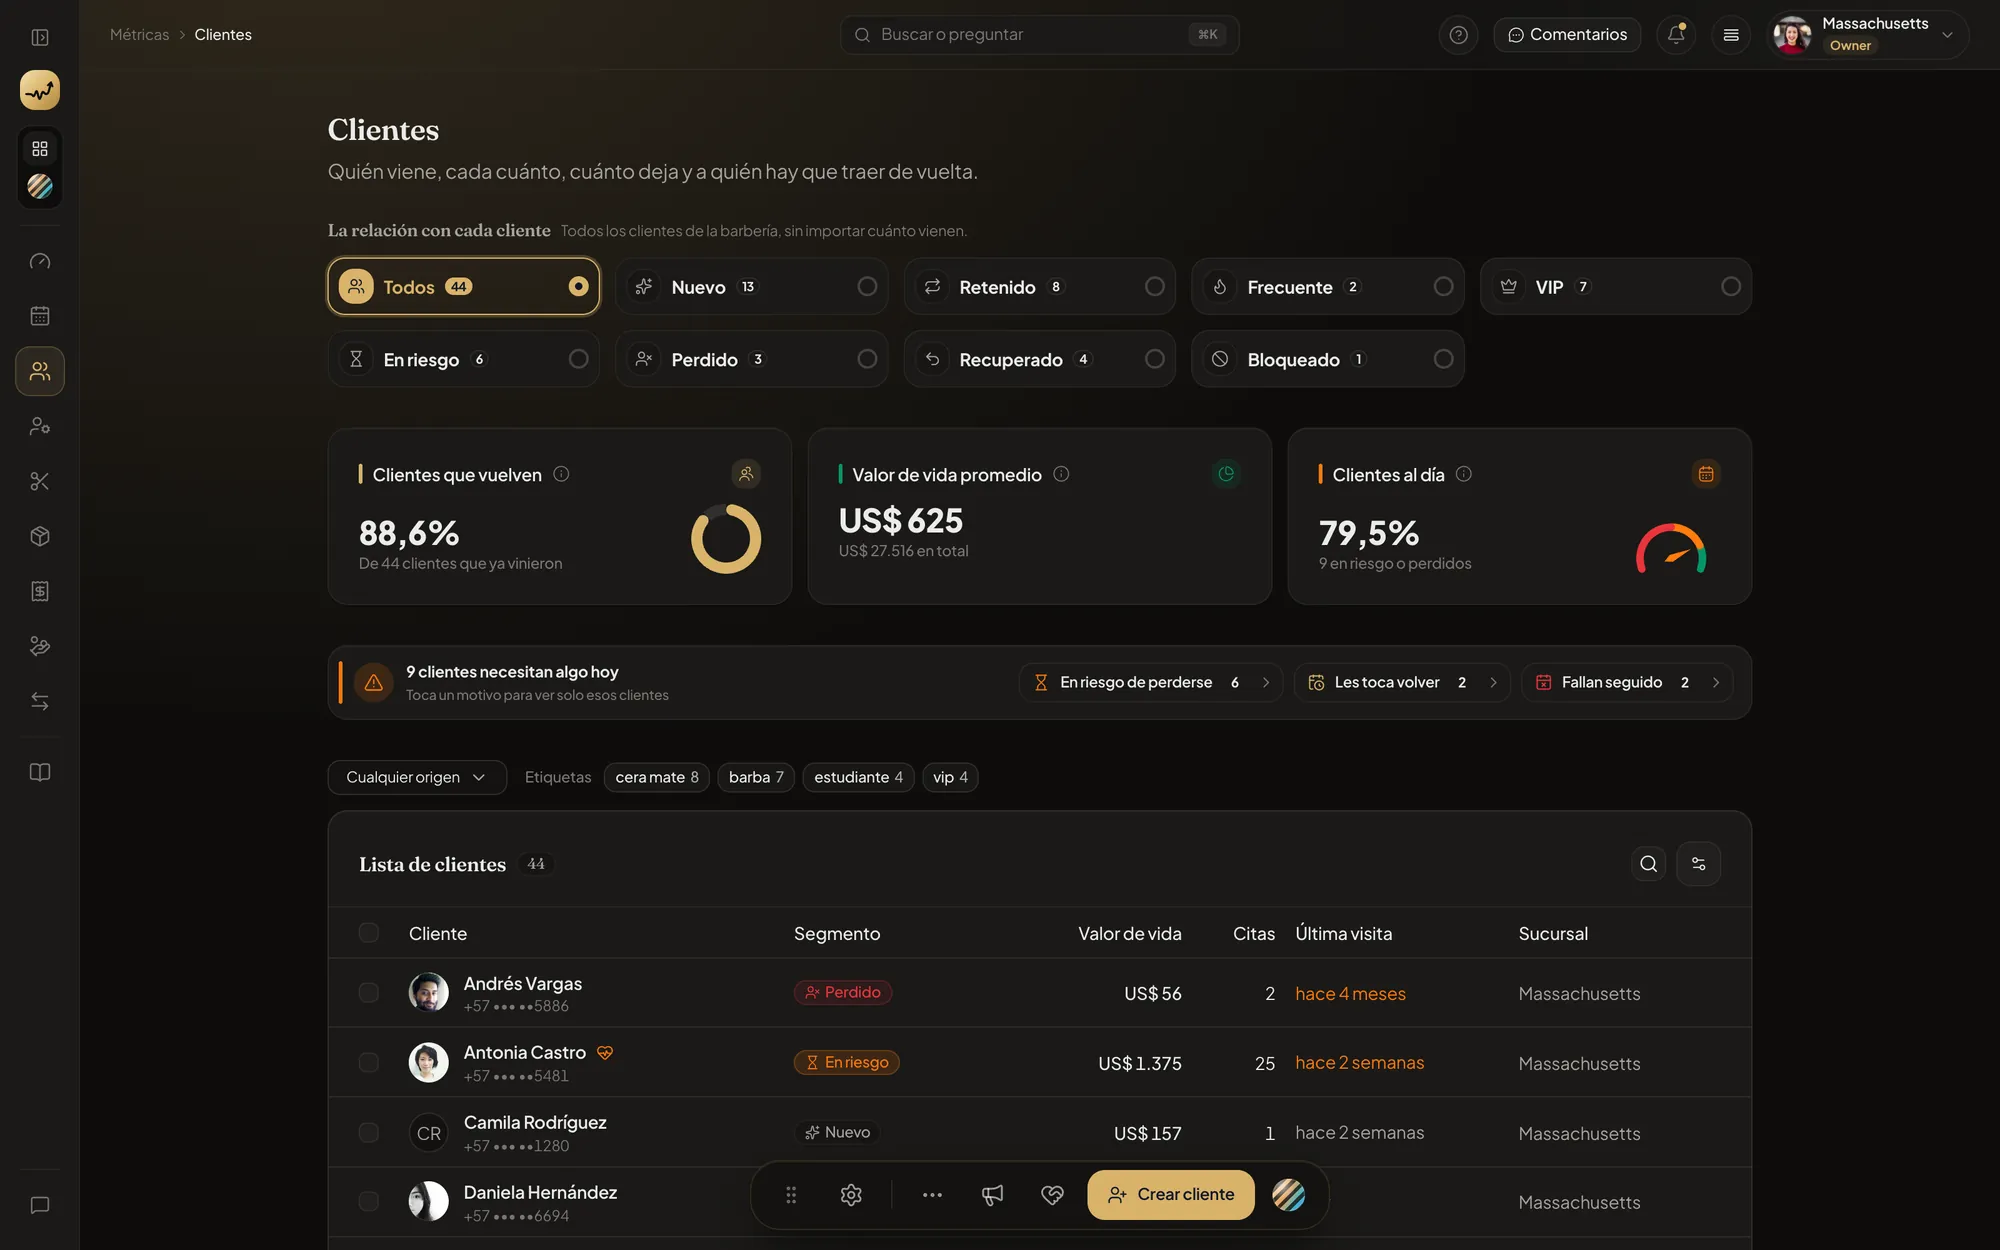 Métricas > Clientes
Buscar o preguntar
⌘K
Comentarios
Massachusetts
Owner
Clientes
Quién viene, cada cuánto, cuánto deja y a quién hay que traer de vuelta.
La relación con cada cliente Todos los clientes de la barbería, sin importar cuánto vienen.
Todos 44
Nuevo 13
Retenido 8
Frecuente 2
VIP 7
En riesgo 6
Perdido 3
Recuperado 4
Bloqueado 1
Clientes que vuelven
88,6%
De 44 clientes que ya vinieron
Valor de vida promedio
US$ 625
US$ 27.516 en total
Clientes al día
79,5%
9 en riesgo o perdidos
9 clientes necesitan algo hoy
Toca un motivo para ver solo esos clientes
En riesgo de perderse 6
Les toca volver 2
Fallan seguido 2
Cualquier origen
Etiquetas
cera mate 8
barba 7
estudiante 4
vip 4
Lista de clientes 44
Cliente Segmento Valor de vida Citas Última visita Sucursal
Andrés Vargas
+57 •••••5886
Perdido
US$ 56
2
hace 4 meses
Massachusetts
Antonia Castro
+57 •••••5481
En riesgo
US$ 1.375
25
hace 2 semanas
Massachusetts
CR
Camila Rodríguez
+57 •••••1280
Nuevo
US$ 157
1
hace 2 semanas
Massachusetts
Daniela Hernández
+57 •••••6694
Massachusetts
Crear cliente